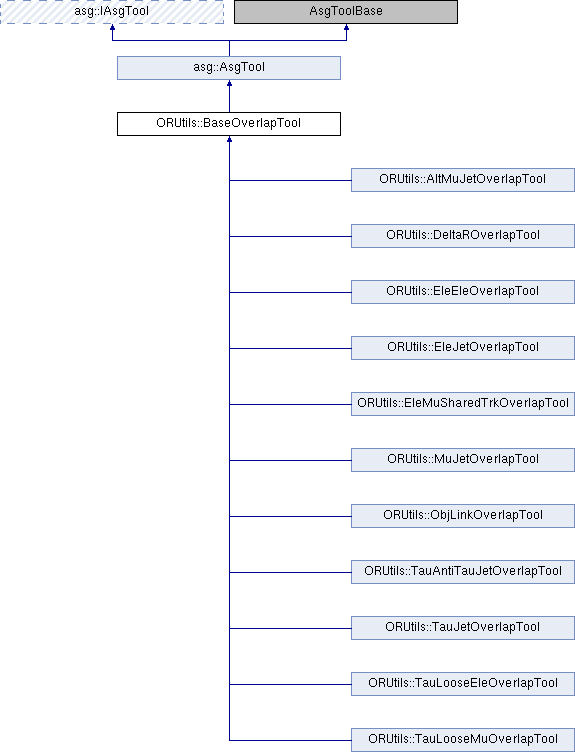 asg::IAsgTool
AsgToolBase
asg::AsgTool
ORUtils::BaseOverlapTool
ORUtils::AltMuJetOverlapTool
ORUtils::DeltaROverlapTool
ORUtils::EleEleOverlapTool
ORUtils::EleJetOverlapTool
ORUtils::EleMuSharedTrkOverlapTool
ORUtils::MuJetOverlapTool
ORUtils::ObjLinkOverlapTool
ORUtils::TauAntiTauJetOverlapTool
ORUtils::TauJetOverlapTool
ORUtils::TauLooseEleOverlapTool
ORUtils::TauLooseMuOverlapTool